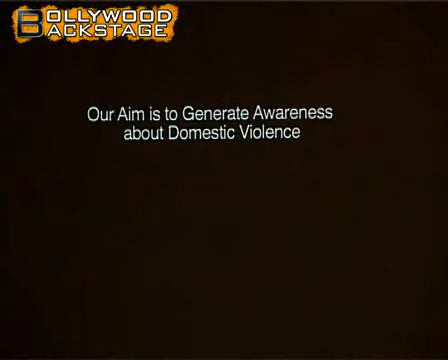 BOLLYWOOD
BACKSTAGE
Our Aim is to Generate Awareness
about Domestic Violence